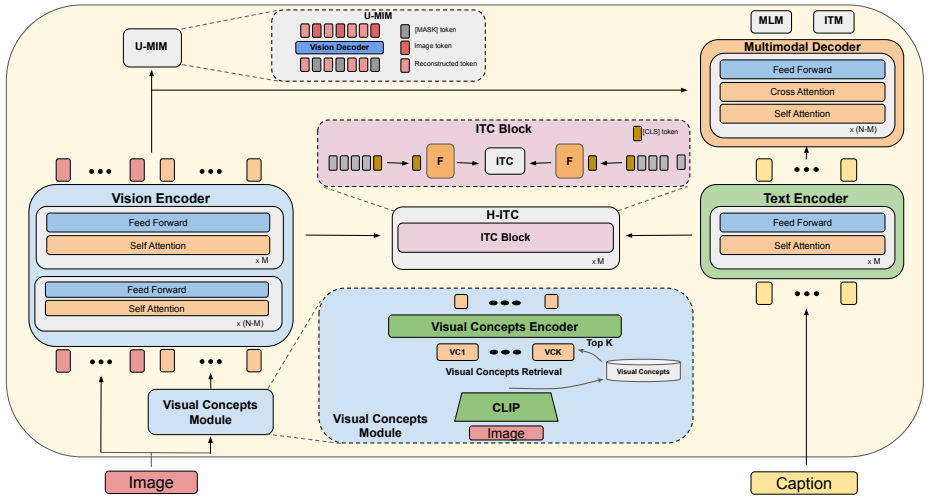 U-MIM
[MASK] token
Vision Decoder
Image token
Reconstructed token
U-MIM
MLM
ITM
Multimodal Decoder
Feed Forward
Cross Attention
Self Attention
x (N-M)
ITC Block
[CLS] token
F
ITC
F
Vision Encoder
Feed Forward
Self Attention
x M
Feed Forward
Self Attention
x (N-M)
H-ITC
ITC Block
x M
Text Encoder
Feed Forward
Self Attention
x M
Visual Concepts Encoder
Top K
VC1
VCK
Visual Concepts Retrieval
Visual Concepts
CLIP
Image
Visual Concepts
Module
Visual Concepts
Module
Image
Caption